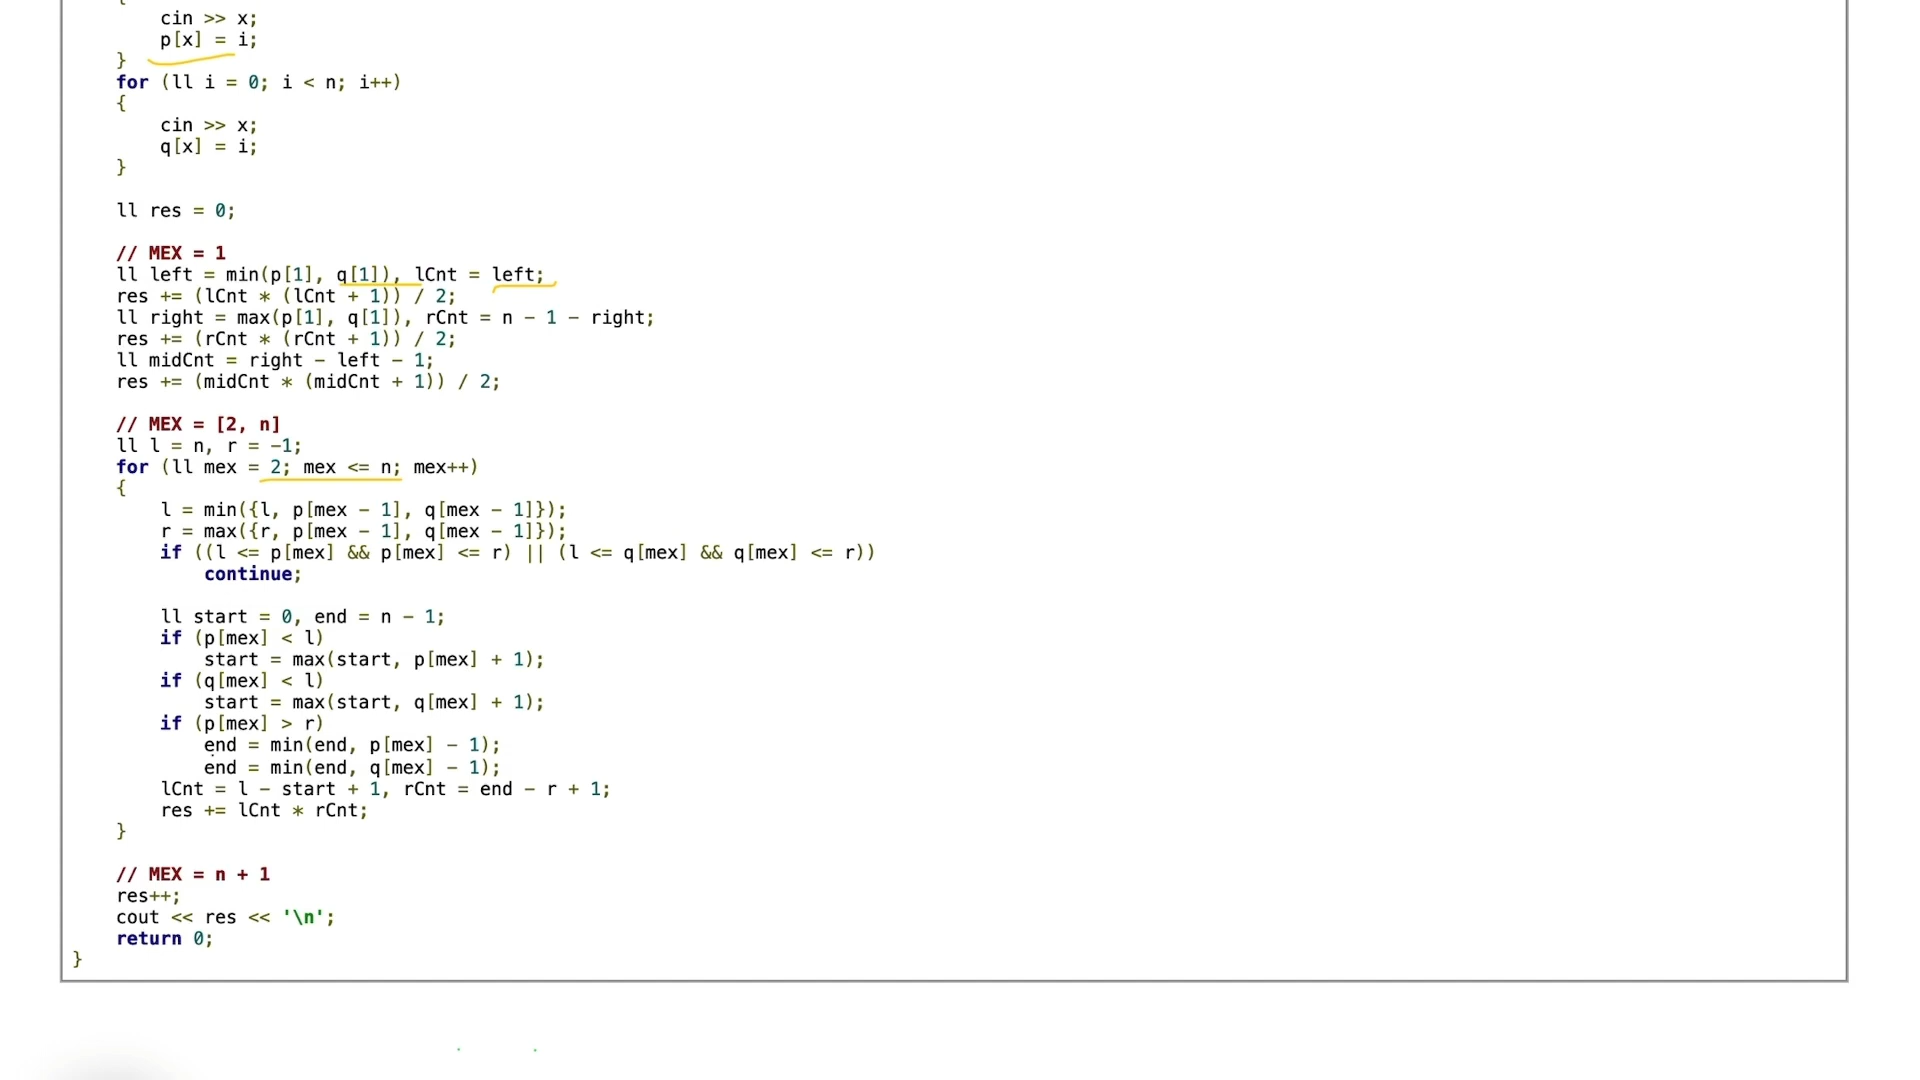 {
cin >> x;
p[x] = i;
}
for (ll i = 0; i < n; i++)
{
cin >> x;
q[x] = i;
}
ll res = 0;
// MEX = 1
ll left = min(p[1], q[1]), lCnt = left;
res += (lCnt * (lCnt + 1)) / 2;
ll right = max(p[1], q[1]), rCnt = n - 1 - right;
res += (rCnt * (rCnt + 1)) / 2;
ll midCnt = right - left - 1;
res += (midCnt * (midCnt + 1)) / 2;
// MEX = [2, n]
ll l = n, r = -1;
for (ll mex = 2; mex <= n; mex++)
{
l = min({l, p[mex - 1], q[mex - 1]});
r = max({r, p[mex - 1], q[mex - 1]});
if ((l <= p[mex] && p[mex] <= r) || (l <= q[mex] && q[mex] <= r))
continue;
ll start = 0, end = n - 1;
if (p[mex] < l)
start = max(start, p[mex] + 1);
if (q[mex] < l)
start = max(start, q[mex] + 1);
if (p[mex] > r)
end = min(end, p[mex] - 1);
end = min(end, q[mex] - 1);
lCnt = l - start + 1, rCnt = end - r + 1;
res += lCnt * rCnt;
}
// MEX = n + 1
res++;
cout << res << '\n';
return 0;
}